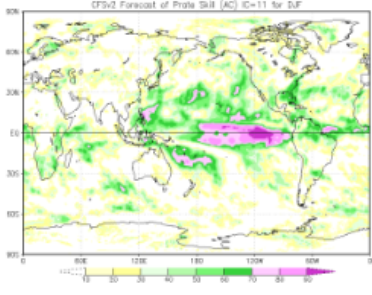 CFSv2 Forecast of Prate Skill (AC) IC=11 for DJF
90N
60N
30N
EQ
30S
60S
90S
0 60E 120E 180 120W 60W 0
10 20 30 40 50 60 70 80 90